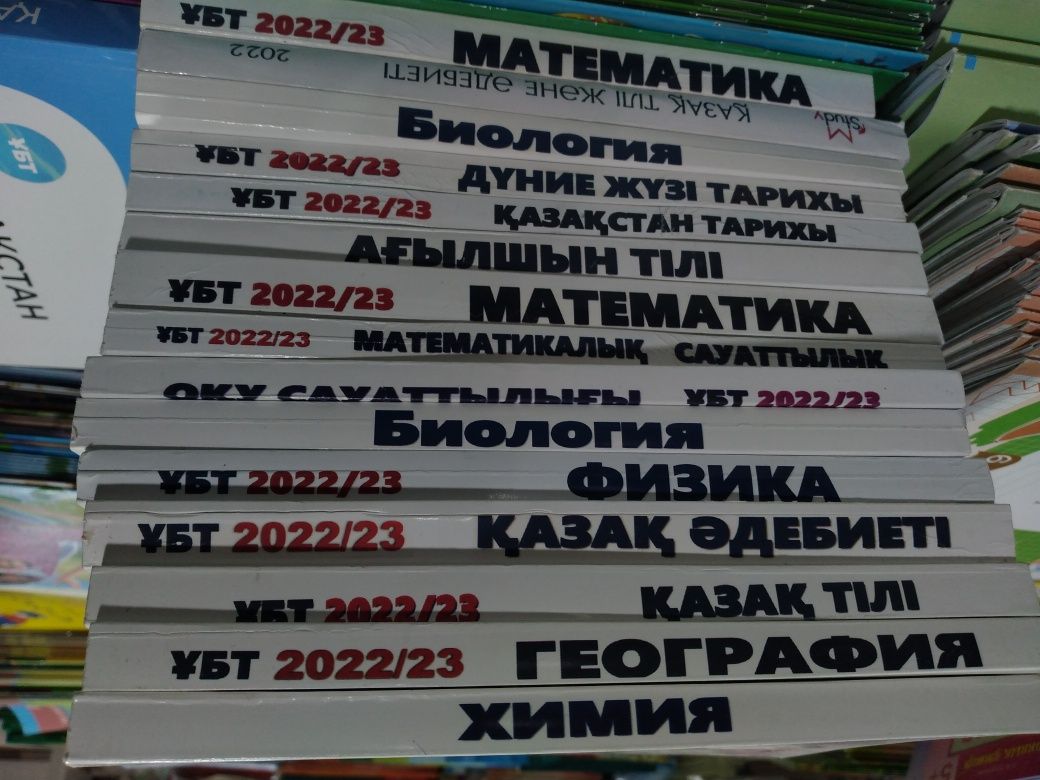 ҰБТ 2022/23 МАТЕМАТИКА
ҚАЗАҚ ТІЛІ ЖӘНЕ ӘДЕБИЕТІ 2022
Study
Биология
ҰБТ 2022/23 ДҮНИЕ ЖҮЗІ ТАРИХЫ
ҰБТ 2022/23 ҚАЗАҚСТАН ТАРИХЫ
АҒЫЛШЫН ТІЛІ
ҰБТ 2022/23 МАТЕМАТИКА
ҰБТ 2022/23 МАТЕМАТИКАЛЫҚ САУАТТЫЛЫҚ
ОҚУ САУАТТЫЛЫҒЫ ҰБТ 2022/23
Биология
ҰБТ 2022/23 ФИЗИКА
ҰБТ 2022/23 ҚАЗАҚ ӘДЕБИЕТІ
ҰБТ 2022/23 ҚАЗАҚ ТІЛІ
ҰБТ 2022/23 ГЕОГРАФИЯ
ХИМИЯ
ҰБТ